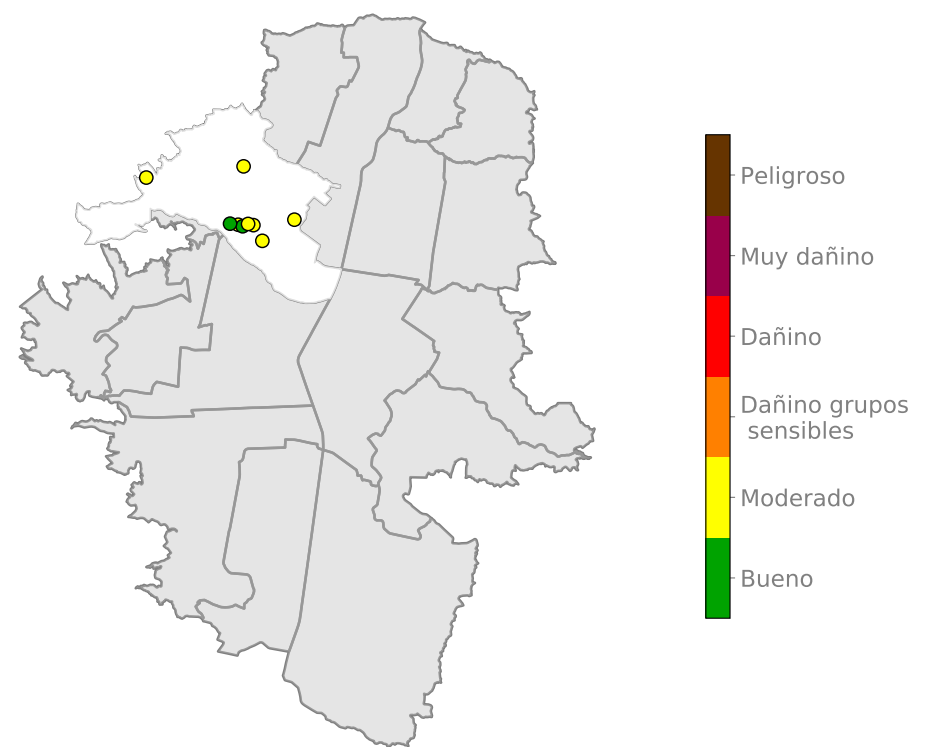 Peligroso
Muy dañino
Dañino
Dañino grupos
sensibles
Moderado
Bueno